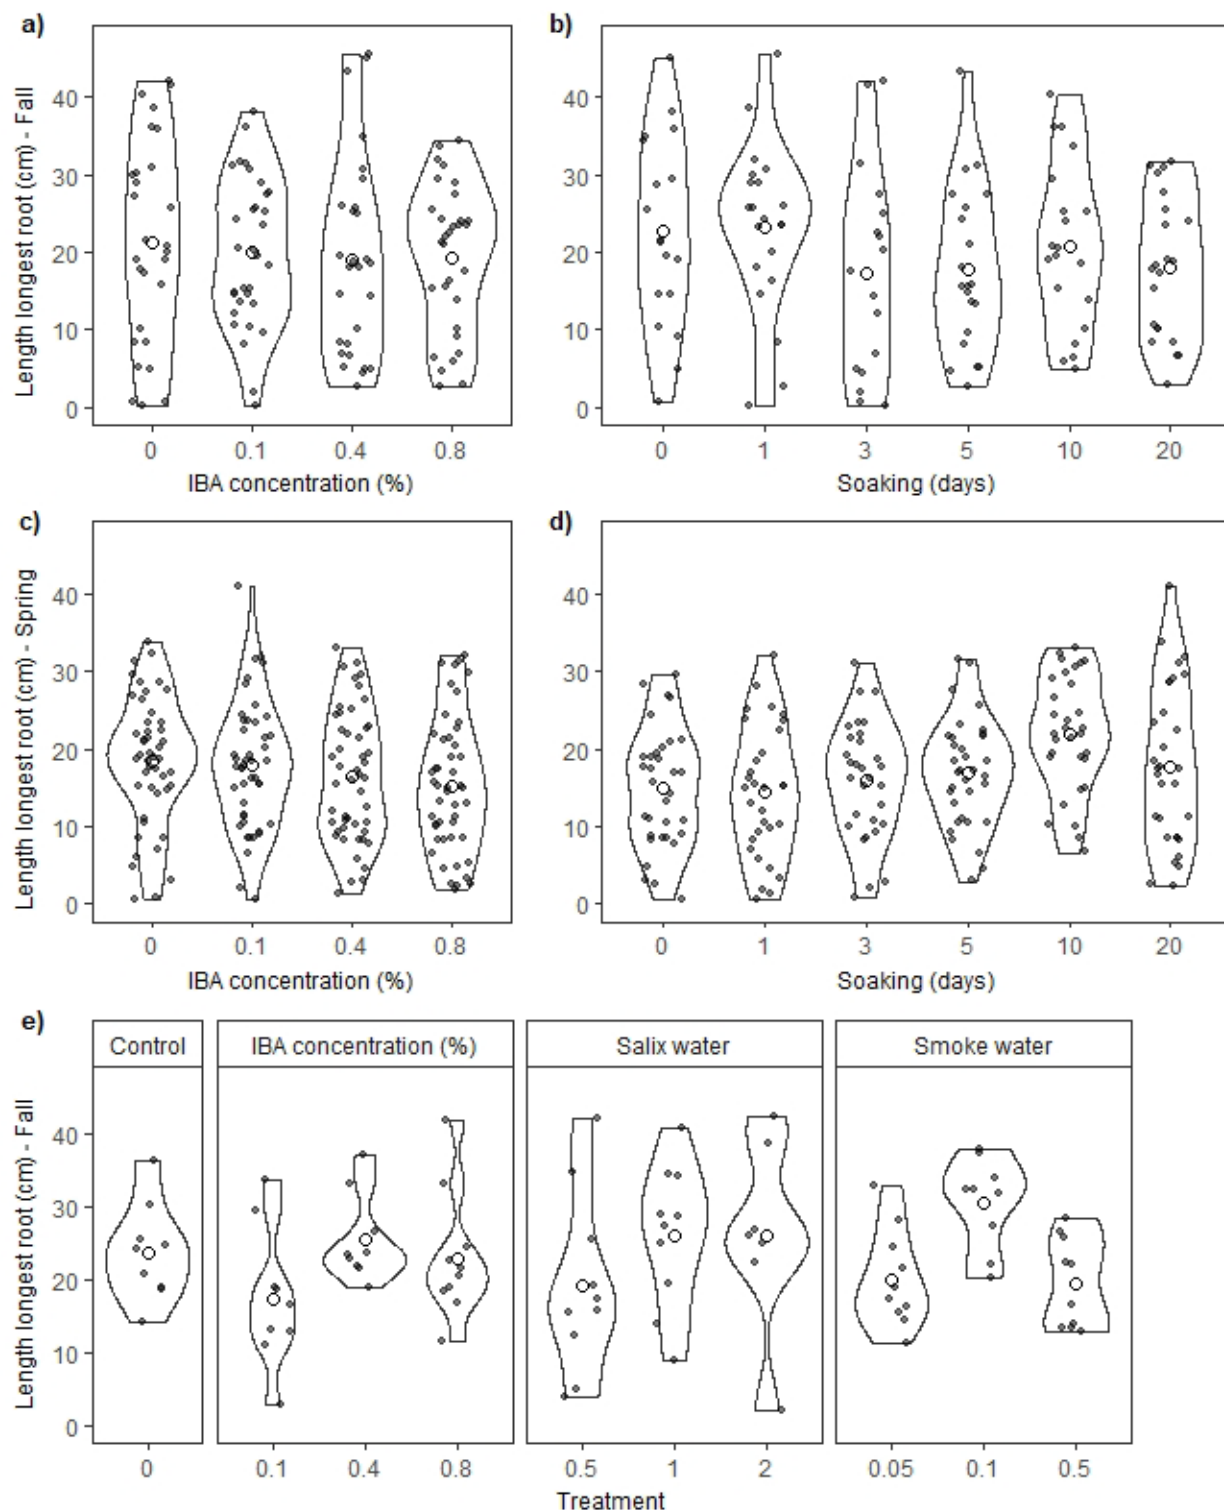 a)
Length longest root (cm) - Fall
40
30
20
10
0
0 0.1 0.4 0.8
IBA concentration (%)
b)
40
30
20
10
0
0 1 3 5 10 20
Soaking (days)
c)
Length longest root (cm) - Spring
40
30
20
10
0
0 0.1 0.4 0.8
IBA concentration (%)
d)
40
30
20
10
0
0 1 3 5 10 20
Soaking (days)
e)
Control IBA concentration (%) Salix water Smoke water
Length longest root (cm) - Fall
40
30
20
10
0
0 0.1 0.4 0.8 0.5 1 2 0.05 0.1 0.5
Treatment